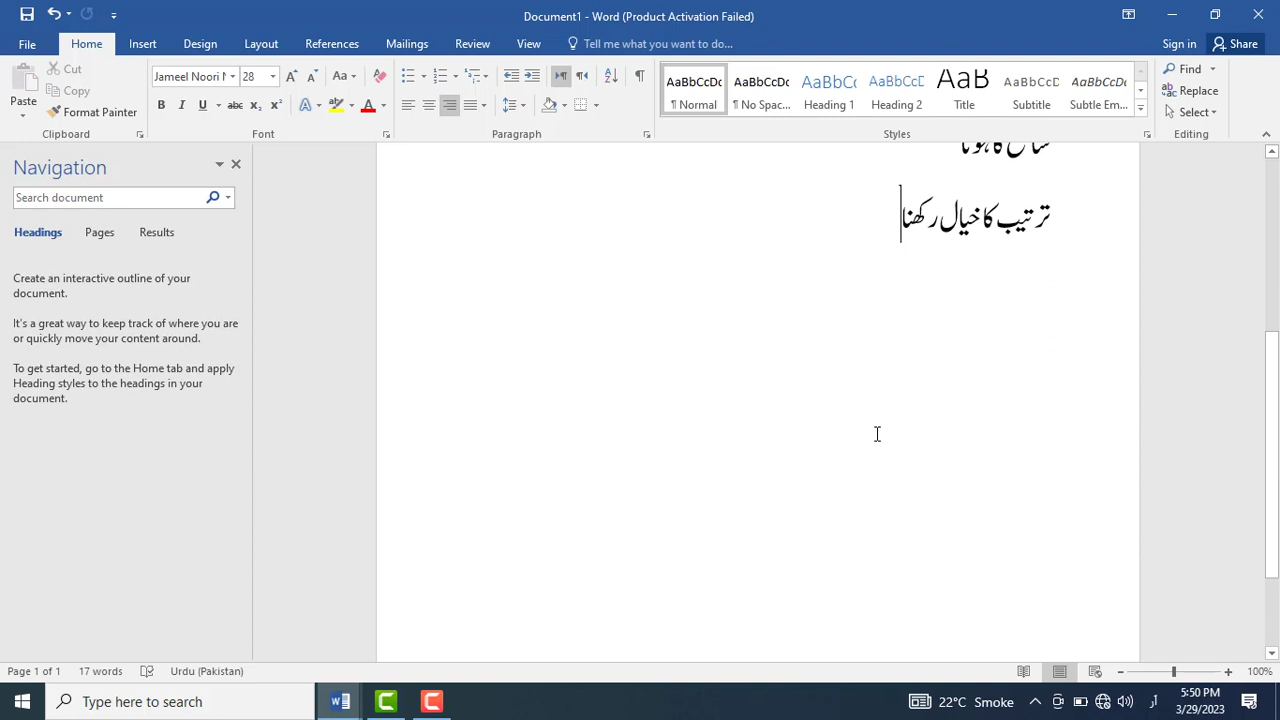 Document1 - Word (Product Activation Failed)
File Home Insert Design Layout References Mailings Review View Tell me what you want to do... Sign in Share
Paste Cut Copy Format Painter
Jameel Noori N 28
AaBbCcDc AaBbCcDc AaBbCc AaBbCcD AaB AaBbCcD AaBbCcDc
¶ Normal ¶ No Spac... Heading 1 Heading 2 Title Subtitle Subtle Em...
Find Replace Select
Clipboard Font Paragraph Styles Editing
Navigation
Search document
Headings Pages Results
Create an interactive outline of your
document.
It's a great way to keep track of where you are
or quickly move your content around.
To get started, go to the Home tab and apply
Heading styles to the headings in your
document.
کا ہونا
ترتیب کا خیال رکھنا
Page 1 of 1 17 words Urdu (Pakistan) 100%
Type here to search 22°C Smoke 5:50 PM
3/29/2023